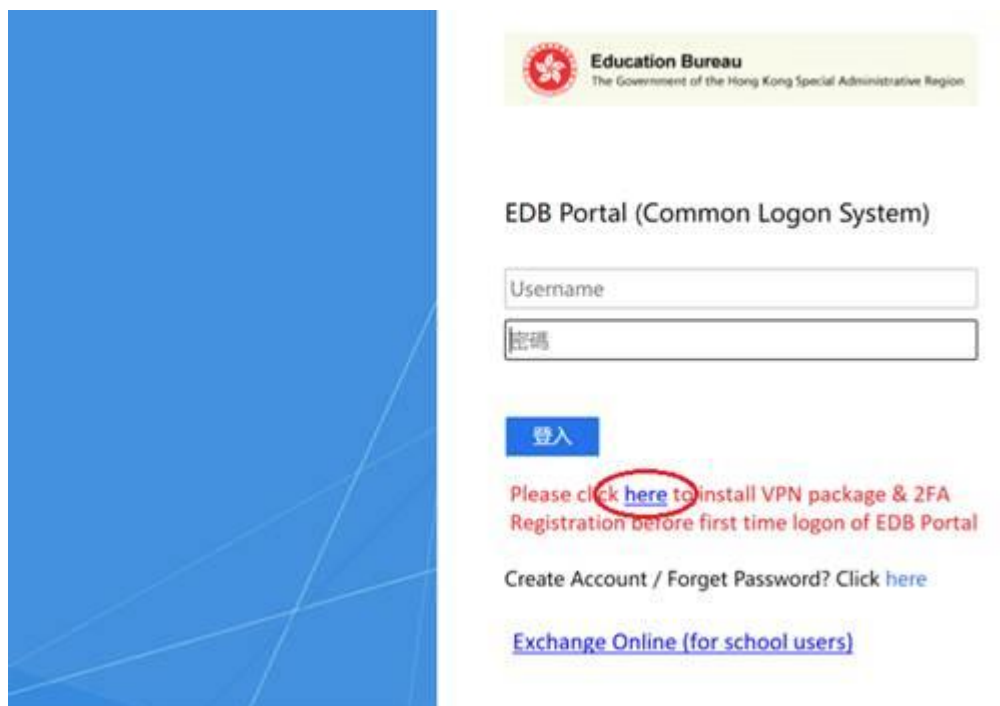 Education Bureau
The Government of the Hong Kong Special Administrative Region
EDB Portal (Common Logon System)
Username
密碼
登入
Please click here to install VPN package & 2FA
Registration before first time logon of EDB Portal
Create Account / Forget Password? Click here
Exchange Online (for school users)